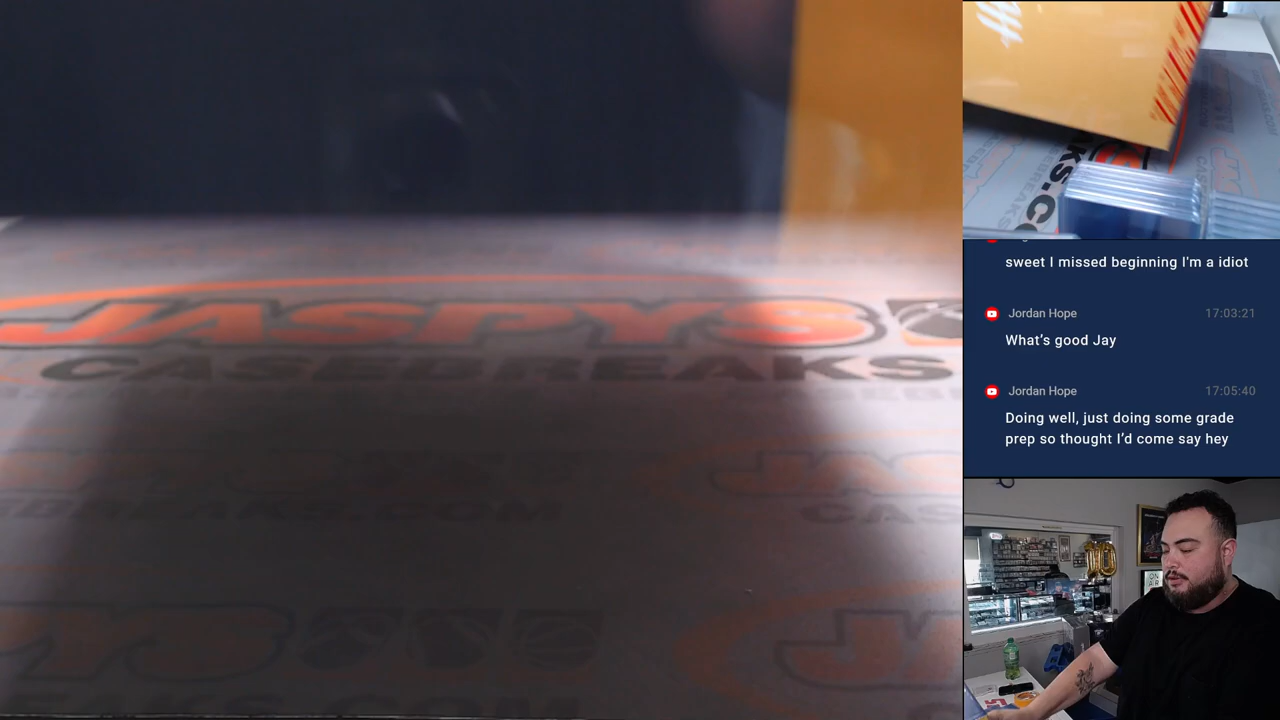 JASPYS
CASEBREAKS
sweet I missed beginning I'm a idiot
Jordan Hope 17:03:21
What’s good Jay
Jordan Hope 17:05:40
Doing well, just doing some grade
prep so thought I’d come say hey